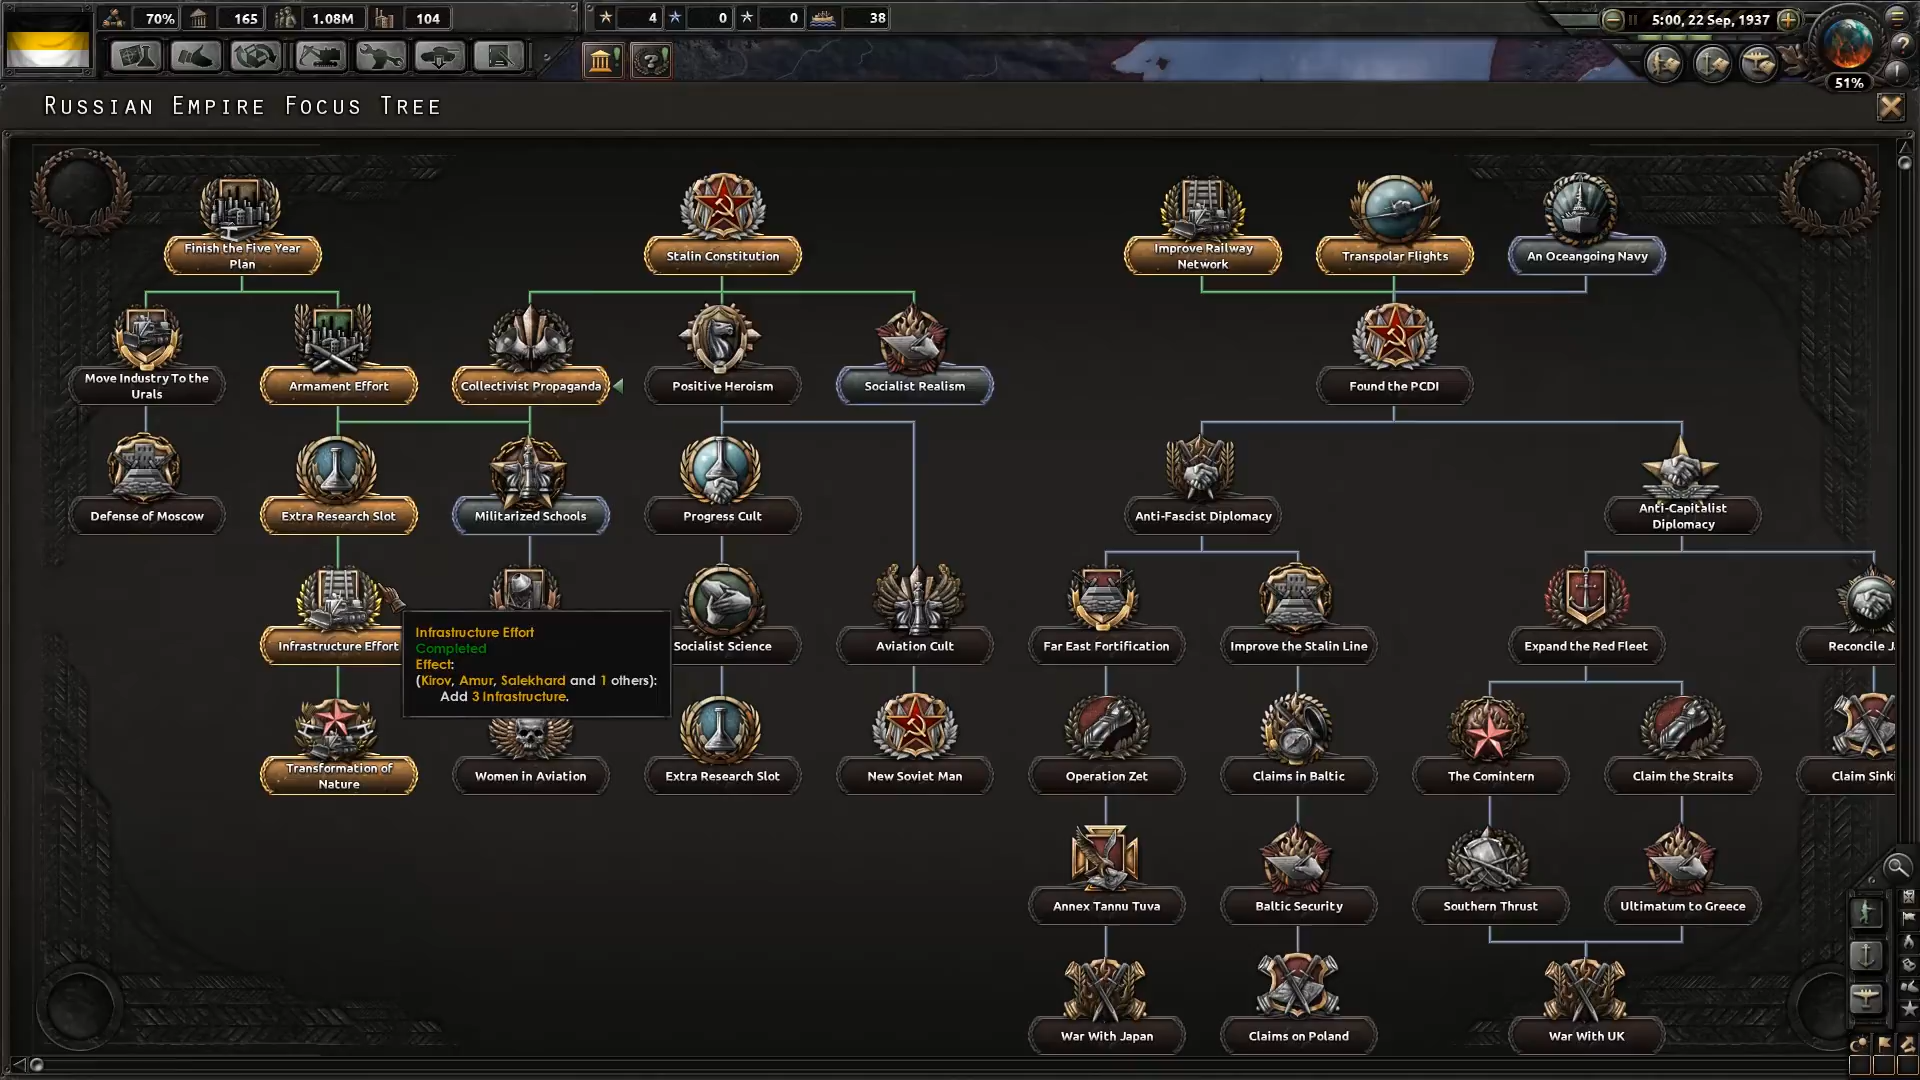 70%
165
1.08M
104
4
0
0
38
5:00, 22 Sep, 1937
51%
Russian Empire Focus Tree
Finish the Five Year
Plan
Stalin Constitution
Improve Railway
Network
Transpolar Flights
An Oceangoing Navy
Move Industry To the
Urals
Armament Effort
Collectivist Propaganda
Positive Heroism
Socialist Realism
Found the PCDI
Defense of Moscow
Extra Research Slot
Militarized Schools
Progress Cult
Anti-Fascist Diplomacy
Anti-Capitalist
Diplomacy
Infrastructure Effort
Infrastructure Effort
Completed
Effect:
(Kirov, Amur, Salekhard and 1 others):
Add 3 Infrastructure.
Socialist Science
Aviation Cult
Far East Fortification
Improve the Stalin Line
Expand the Red Fleet
Reconcile J
Transformation of
Nature
Women in Aviation
Extra Research Slot
New Soviet Man
Operation Zet
Claims in Baltic
The Comintern
Claim the Straits
Claim Sink
Annex Tannu Tuva
Baltic Security
Southern Thrust
Ultimatum to Greece
War With Japan
Claims on Poland
War With UK